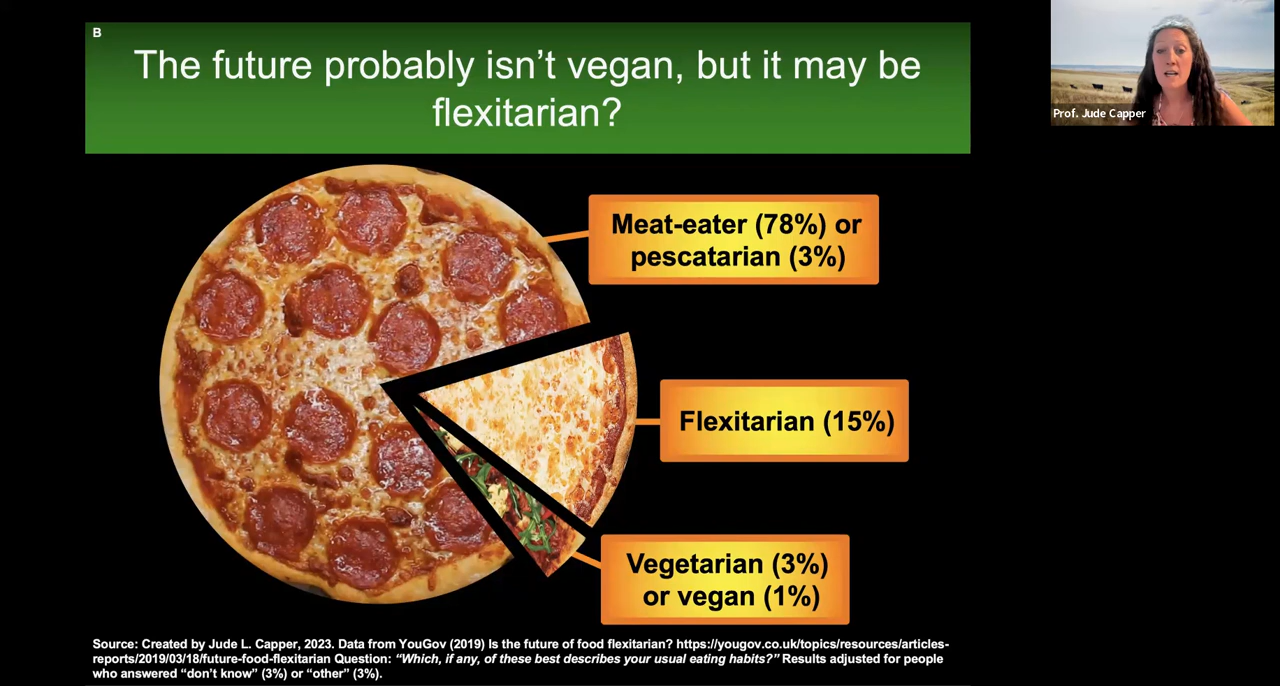 B
The future probably isn’t vegan, but it may be
flexitarian?
Prof. Jude Capper
Meat-eater (78%) or
pescatarian (3%)
Flexitarian (15%)
Vegetarian (3%)
or vegan (1%)
Source: Created by Jude L. Capper, 2023. Data from YouGov (2019) Is the future of food flexitarian? https://yougov.co.uk/topics/resources/articles-
reports/2019/03/18/future-food-flexitarian Question: “Which, if any, of these best describes your usual eating habits?” Results adjusted for people
who answered “don’t know” (3%) or “other” (3%).